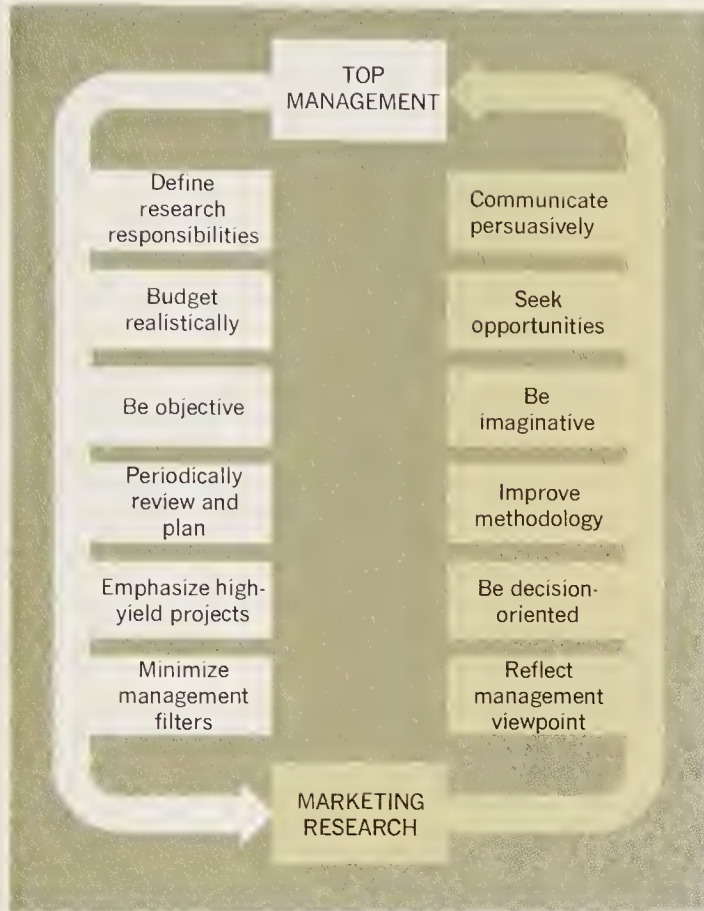 TOP
MANAGEMENT
Define
research
responsibilities
Budget
realistically
Be objective
Periodically
review and
plan
Emphasize high-
yield projects
Minimize
management
filters
Communicate
persuasively
Seek
opportunities
Be
imaginative
Improve
methodology
Be decision-
oriented
Reflect
management
viewpoint
MARKETING
RESEARCH